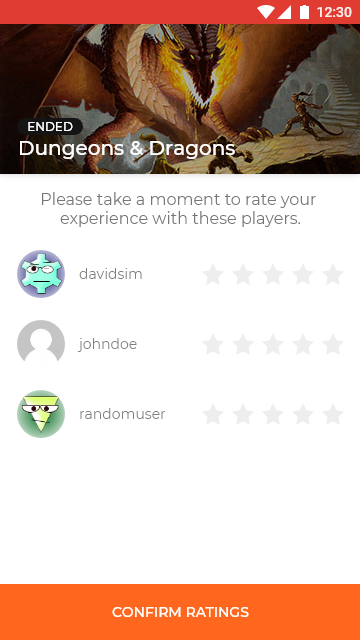 12:30
ENDED
Dungeons & Dragons
Please take a moment to rate your
experience with these players.
davidsim
johndoe
randomuser
CONFIRM RATINGS